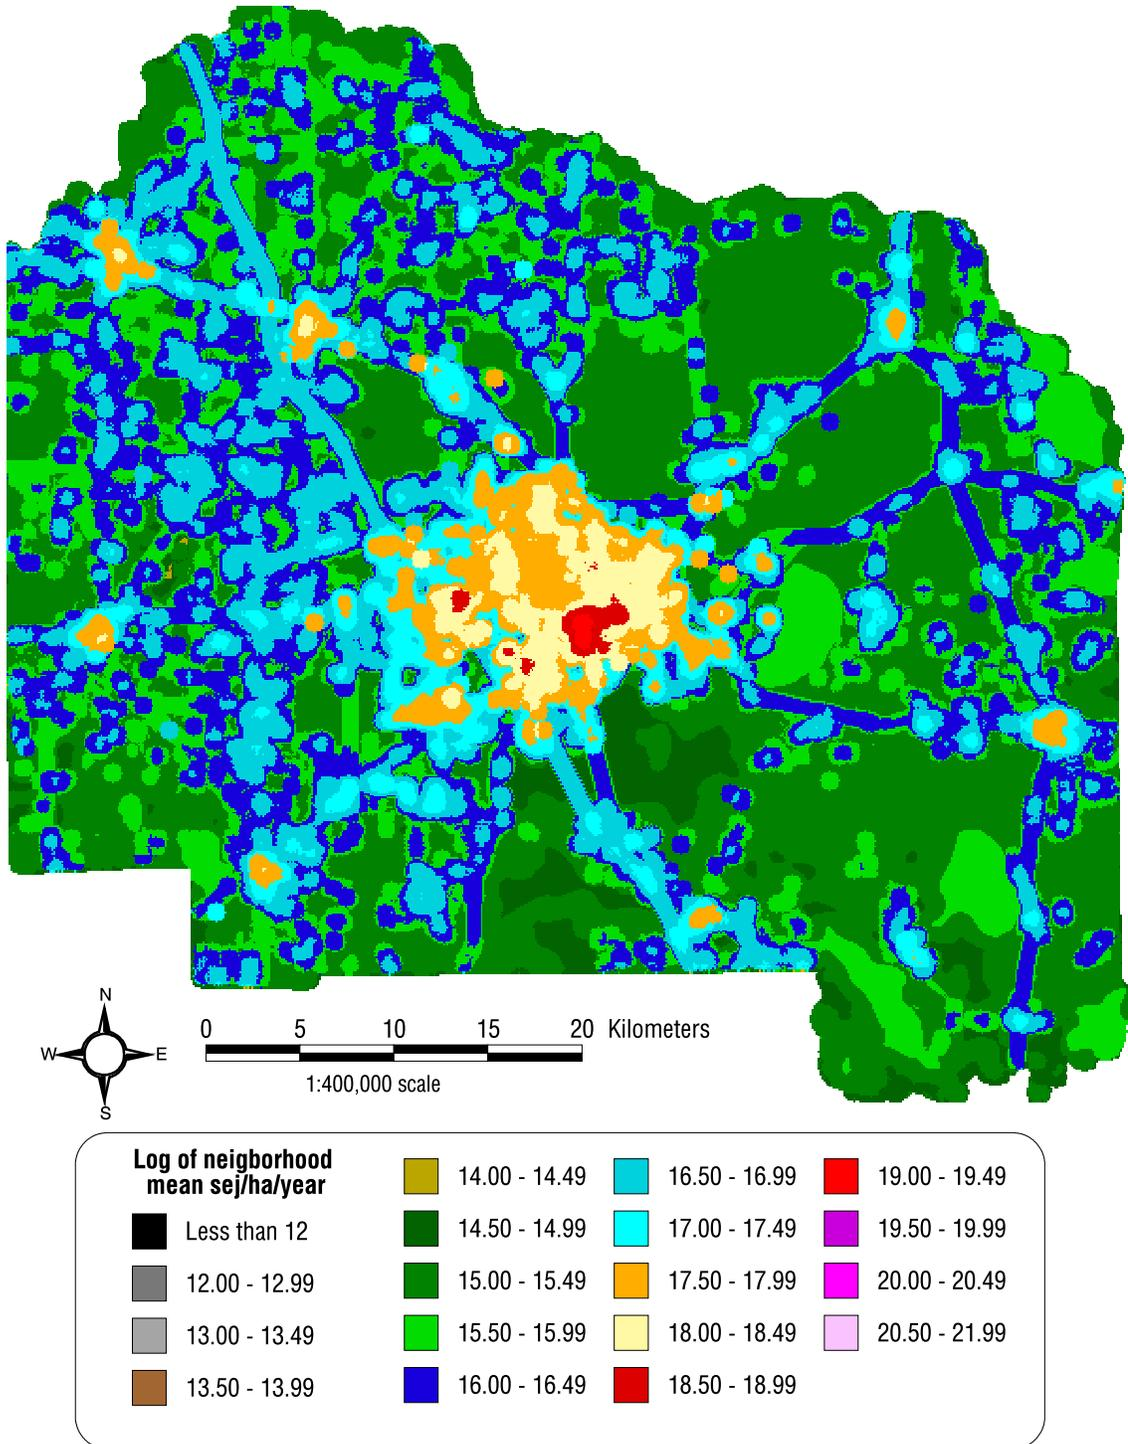 N
W E
S
0 5 10 15 20 Kilometers
1:400,000 scale
Log of neigborhood
mean sej/ha/year
Less than 12
12.00 - 12.99
13.00 - 13.49
13.50 - 13.99
14.00 - 14.49
14.50 - 14.99
15.00 - 15.49
15.50 - 15.99
16.00 - 16.49
16.50 - 16.99
17.00 - 17.49
17.50 - 17.99
18.00 - 18.49
18.50 - 18.99
19.00 - 19.49
19.50 - 19.99
20.00 - 20.49
20.50 - 21.99